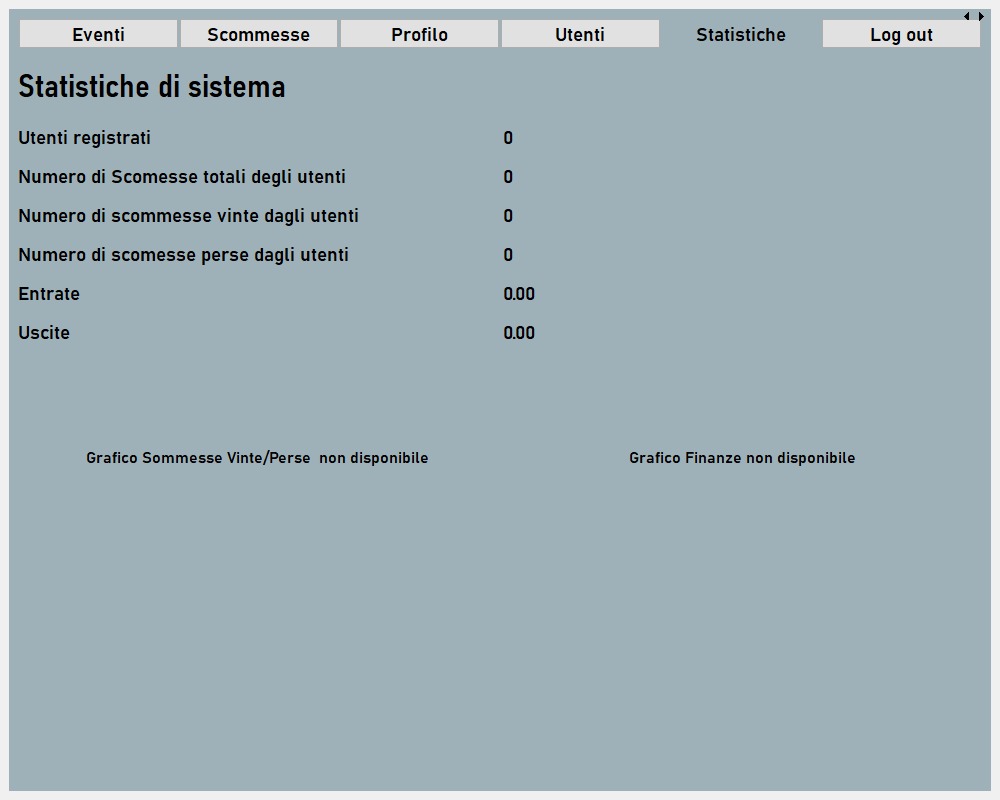 Eventi Scommesse Profilo Utenti Statistiche Log out
Statistiche di sistema
Utenti registrati 0
Numero di Scomesse totali degli utenti 0
Numero di scommesse vinte dagli utenti 0
Numero di scomesse perse dagli utenti 0
Entrate 0.00
Uscite 0.00
Grafico Sommesse Vinte/Perse  non disponibile Grafico Finanze non disponibile